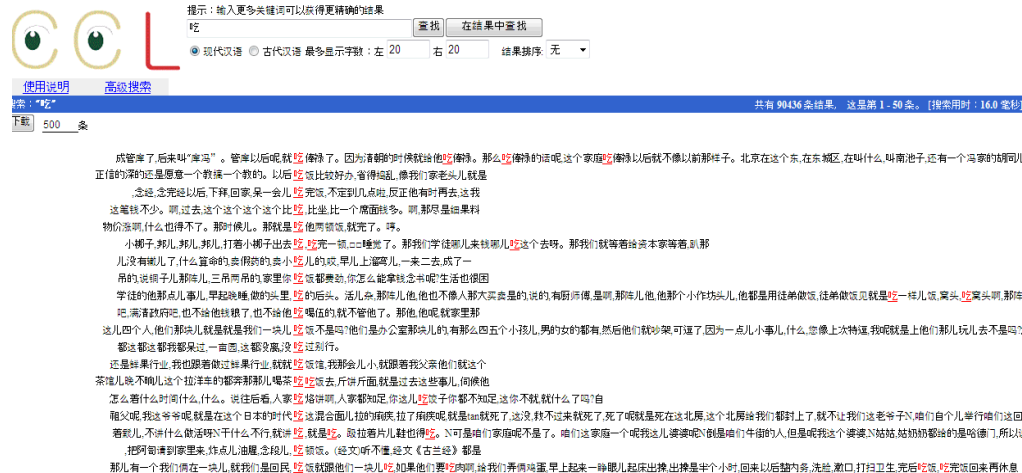 CCL
提示：输入更多关键词可以获得更精确的结果
吃 查找 在结果中查找
现代汉语 古代汉语 最多显示字数：左 20 右 20 结果排序: 无
使用说明 高级搜索
搜索："吃" 共有 90436 条结果, 这是第 1 - 50 条。 [搜索用时：16.0 毫秒]
下载 500 条
成管库了,后来叫"库冯"。管库以后呢,就吃俸禄了。因为清朝的时候就给他吃俸禄。那么吃俸禄的话呢,这个家庭吃俸禄以后就不像以前那样子。北京在这个东,在东城区,在叫什么,叫南池子,还有一个冯家的胡同儿
正信的深的还是愿意一个教搞一个教的。以后吃饭比较好办,省得捣乱,像我们家老头儿就是
,念经,念完经以后,下拜,回家,呆一会儿吃完饭,不定到几点啦,反正他有时再去,这我
这笔钱不少。啊,过去,这个这个这个这个比吃,比坐,比一个席面钱多。啊,那尽是细果料
物价涨啊,什么也得不了。那时候儿。那就是吃他两顿饭,就完了。哼。
小梆子,邦儿,邦儿,邦儿,打着小梆子出去吃,吃完一顿,□□睡觉了。那我们学徒哪儿来钱哪儿吃这个去呀。那我们就等着给资本家等着,趴那
儿没有辙儿了,什么算命的,卖假药的,卖小吃儿的,哎,早儿上溜弯儿,一来二去,成了一
吊的,说铜子儿那阵儿,三吊两吊的,家里你吃饭都费劲,你怎么能拿钱念书呢?生活也很困
学徒的他那点儿事儿,早起晚睡,做的头里,吃的后头。活儿杂,那阵儿他,他也不像人那大买卖是的,说的,有厨师傅,是啊,那阵儿他,他那个小作坊头儿,他都是用徒弟做饭,徒弟做饭见就是吃一样儿饭,窝头,吃窝头啊,那阵
吧,满清政府吧,也不给他钱粮了,也不给他吃喝伍的,就不管他了。那他,他呢,就家里那
这儿四个人,他们那块儿就是就是我们一块儿吃饭不是吗?他们是办公室那块儿的,有那么四五个小孩儿,男的女的都有,然后他们就吵架,可逗了,因为一点儿小事儿,什么,您像上次特逗,我呢就是上他们那儿玩儿去不是吗?
都这都这都我都呆过,一亩园,这都没离,没吃过别行。
还是鲜果行业,我也跟着做过鲜果行业,就就吃饭馆,我那会儿小,就跟着我父亲他们就这个
茶馆儿晚不晌儿这个拉洋车的都奔那那儿喝茶吃饭去,斤饼斤面,就是过去这些事儿,伺候他
怎么着什么时间什么,什么。说往后看,人家吃烙饼啊,人家都知足,你这儿吃饺子你都不知足,这你不就,就什么了吗?自
祖父呢,我这爷爷呢,就是在这个日本的时代吃这混合面儿拉的痢疾,拉了痢疾呢,就是tan就死了,这没,救不过来就死了,死了呢就是死在这北房,这个北房给我们都封上了,就不让我们这老爷子N,咱们自个儿举行咱们这回
着戴儿,不讲什么做活呀N干什么不行,就讲吃,就是吃。趿拉着片儿鞋也得吃。N可是咱们家庭呢不是了。咱们这家庭一个呢我这儿婆婆呢N倒是咱们牛街的人,但是呢我这个婆婆,N姑姑,姑奶奶都给的是哈德门,所以说
,把阿訇请到家里来,炸点儿油香,念段儿,吃顿饭。(经文)听不懂,经文《古兰经》都是
那儿有一个我们俩在一块儿,就我们是回民,吃饭就跟他们一块儿吃,如果他们要吃肉啊,给我们弄俩鸡蛋,早上起来一睁眼儿起床出操,出操是半个小时,回来以后整内务,洗脸,漱口,打扫卫生,完后吃饭,吃完饭回来再休息